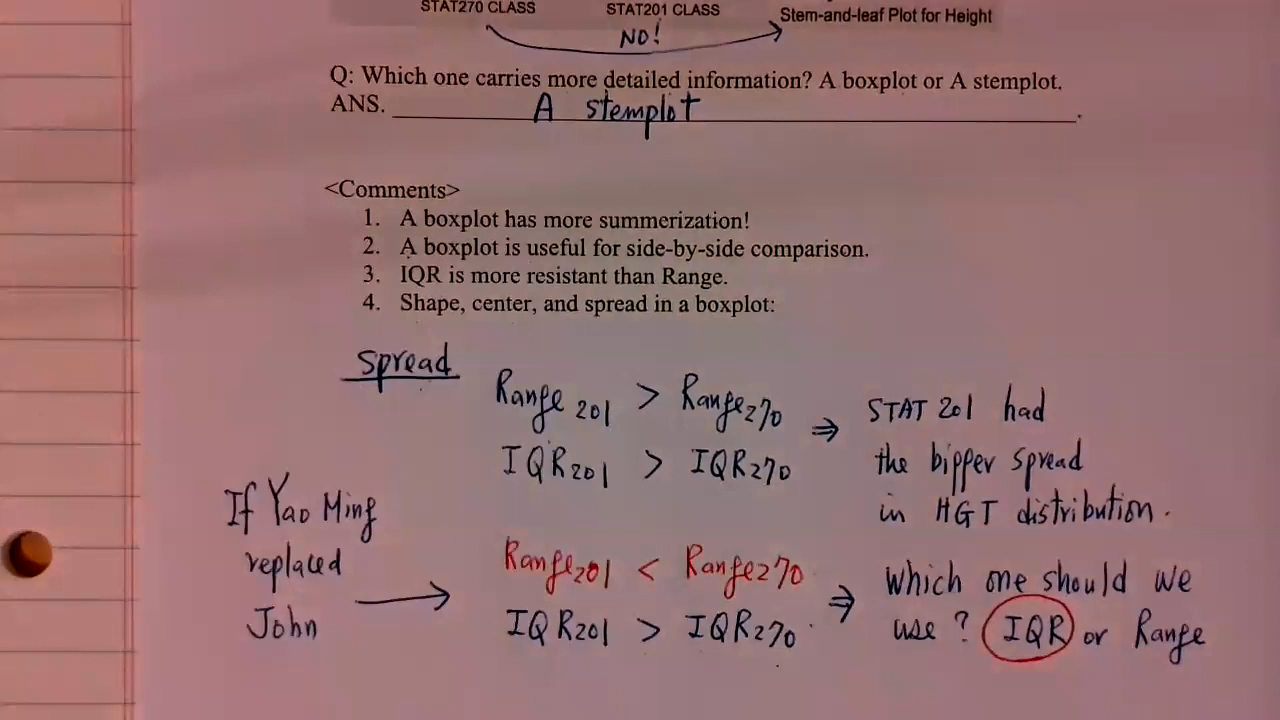 STAT270 CLASS STAT201 CLASS Stem-and-leaf Plot for Height
NO!
Q: Which one carries more detailed information? A boxplot or A stemplot.
ANS. A stemplot.
<Comments>
1. A boxplot has more summerization!
2. A boxplot is useful for side-by-side comparison.
3. IQR is more resistant than Range.
4. Shape, center, and spread in a boxplot:
Spread
Range 201 > Range270 ⇒ STAT 201 had
IQR201 > IQR270 the bigger spread
in HGT distribution.
If Yao Ming
replaced
John →
Range201 < Range270 ⇒ Which one should we
IQR201 > IQR270. use? IQR or Range